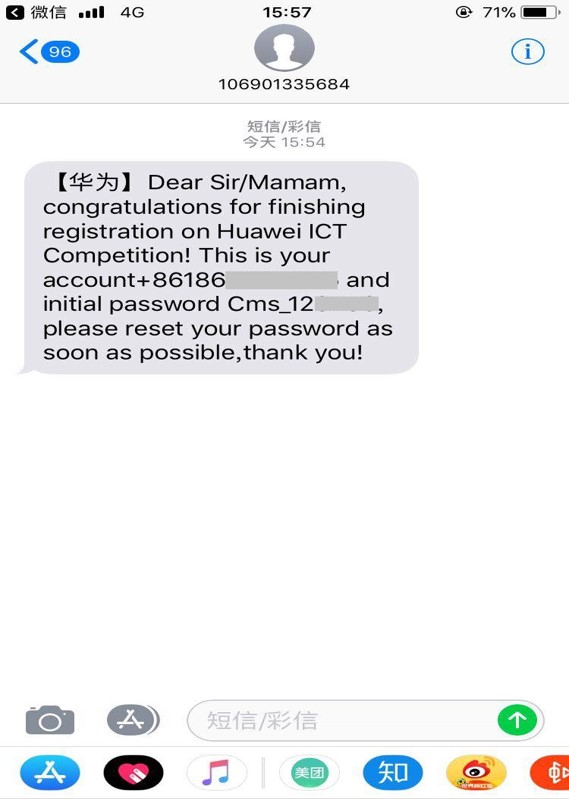 微信 4G 15:57 71%
96
106901335684
短信/彩信
今天 15:54
【华为】Dear Sir/Mamam,
congratulations for finishing
registration on Huawei ICT
Competition! This is your
account+86186 and
initial password Cms_12 ,
please reset your password as
soon as possible,thank you!
短信/彩信
美团 知